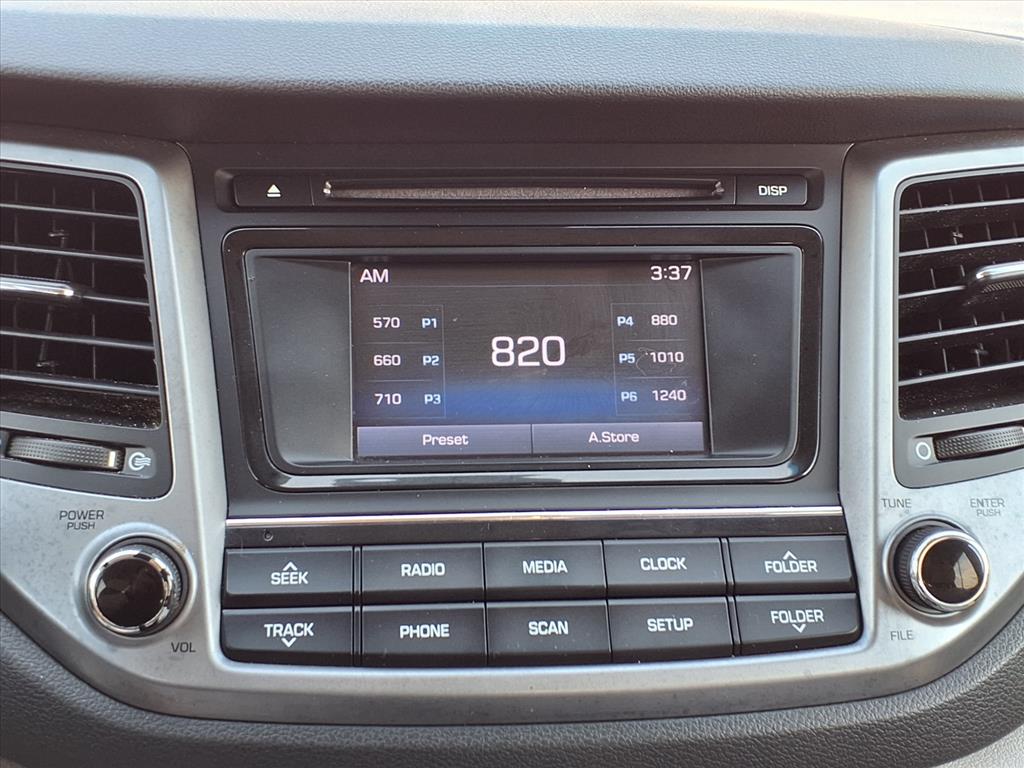 DISP
AM 3:37
570 P1 P4 880
820
660 P2 P5 1010
710 P3 P6 1240
Preset A.Store
POWER
PUSH
TUNE ENTER
PUSH
SEEK RADIO MEDIA CLOCK FOLDER
TRACK PHONE SCAN SETUP FOLDER
VOL FILE